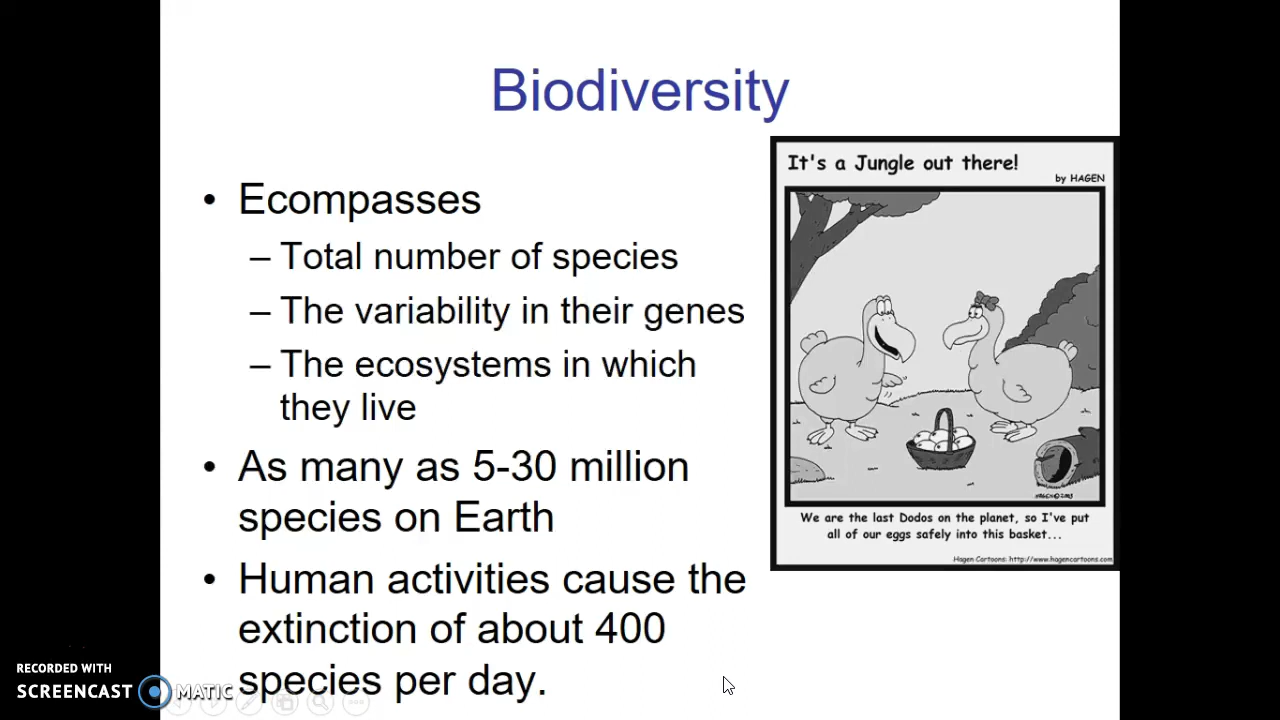 Biodiversity
• Ecompasses
– Total number of species
– The variability in their genes
– The ecosystems in which
they live
• As many as 5-30 million
species on Earth
• Human activities cause the
extinction of about 400
species per day.
It's a Jungle out there!
by HAGEN
HAGEN©2003
We are the last Dodos on the planet, so I've put
all of our eggs safely into this basket...
Hagen Cartoons: http://www.hagencartoons.com
RECORDED WITH
SCREENCAST MATIC